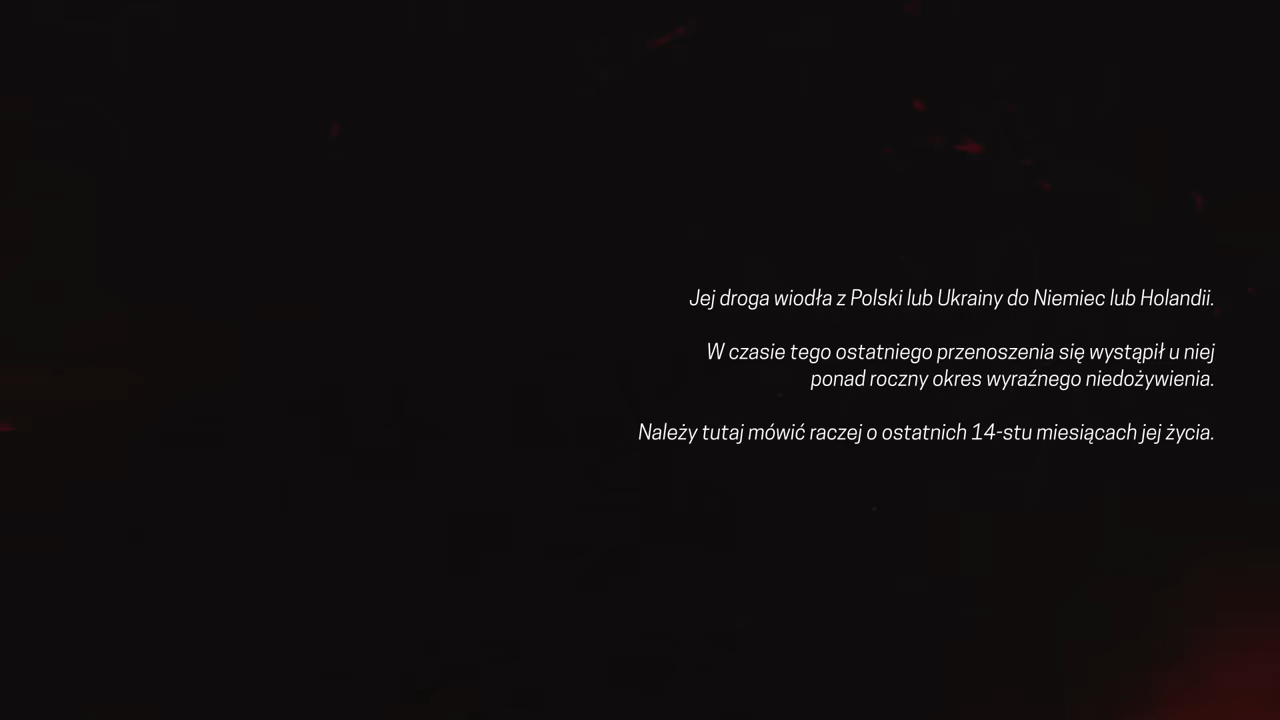 Jej droga wiodła z Polski lub Ukrainy do Niemiec lub Holandii.
W czasie tego ostatniego przenoszenia się wystąpił u niej
ponad roczny okres wyraźnego niedożywienia.
Należy tutaj mówić raczej o ostatnich 14-stu miesiącach jej życia.